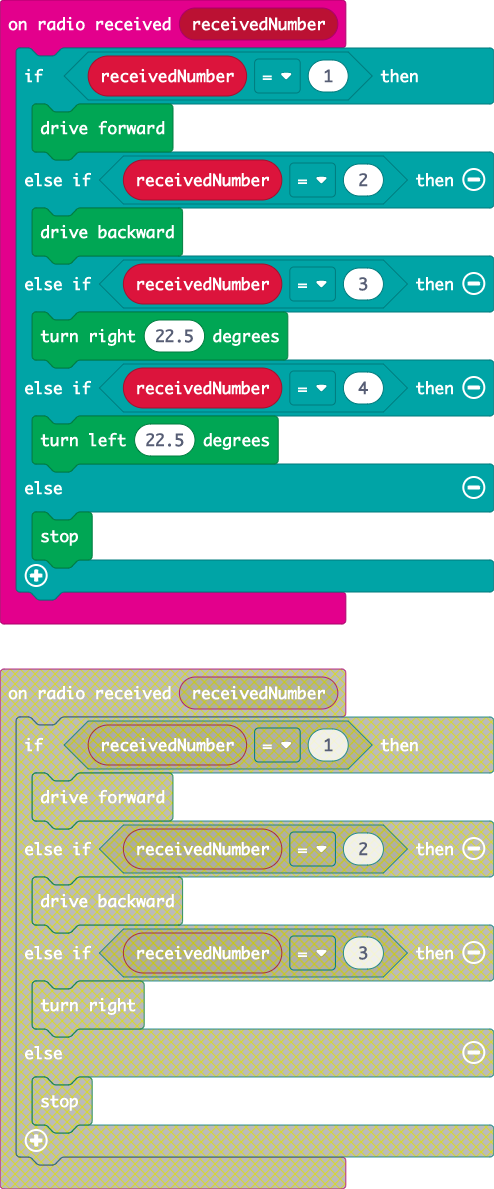 on radio received receivedNumber
if receivedNumber = 1 then
drive forward
else if receivedNumber = 2 then
drive backward
else if receivedNumber = 3 then
turn right 22.5 degrees
else if receivedNumber = 4 then
turn left 22.5 degrees
else
stop
on radio received receivedNumber
if receivedNumber = 1 then
drive forward
else if receivedNumber = 2 then
drive backward
else if receivedNumber = 3 then
turn right
else
stop